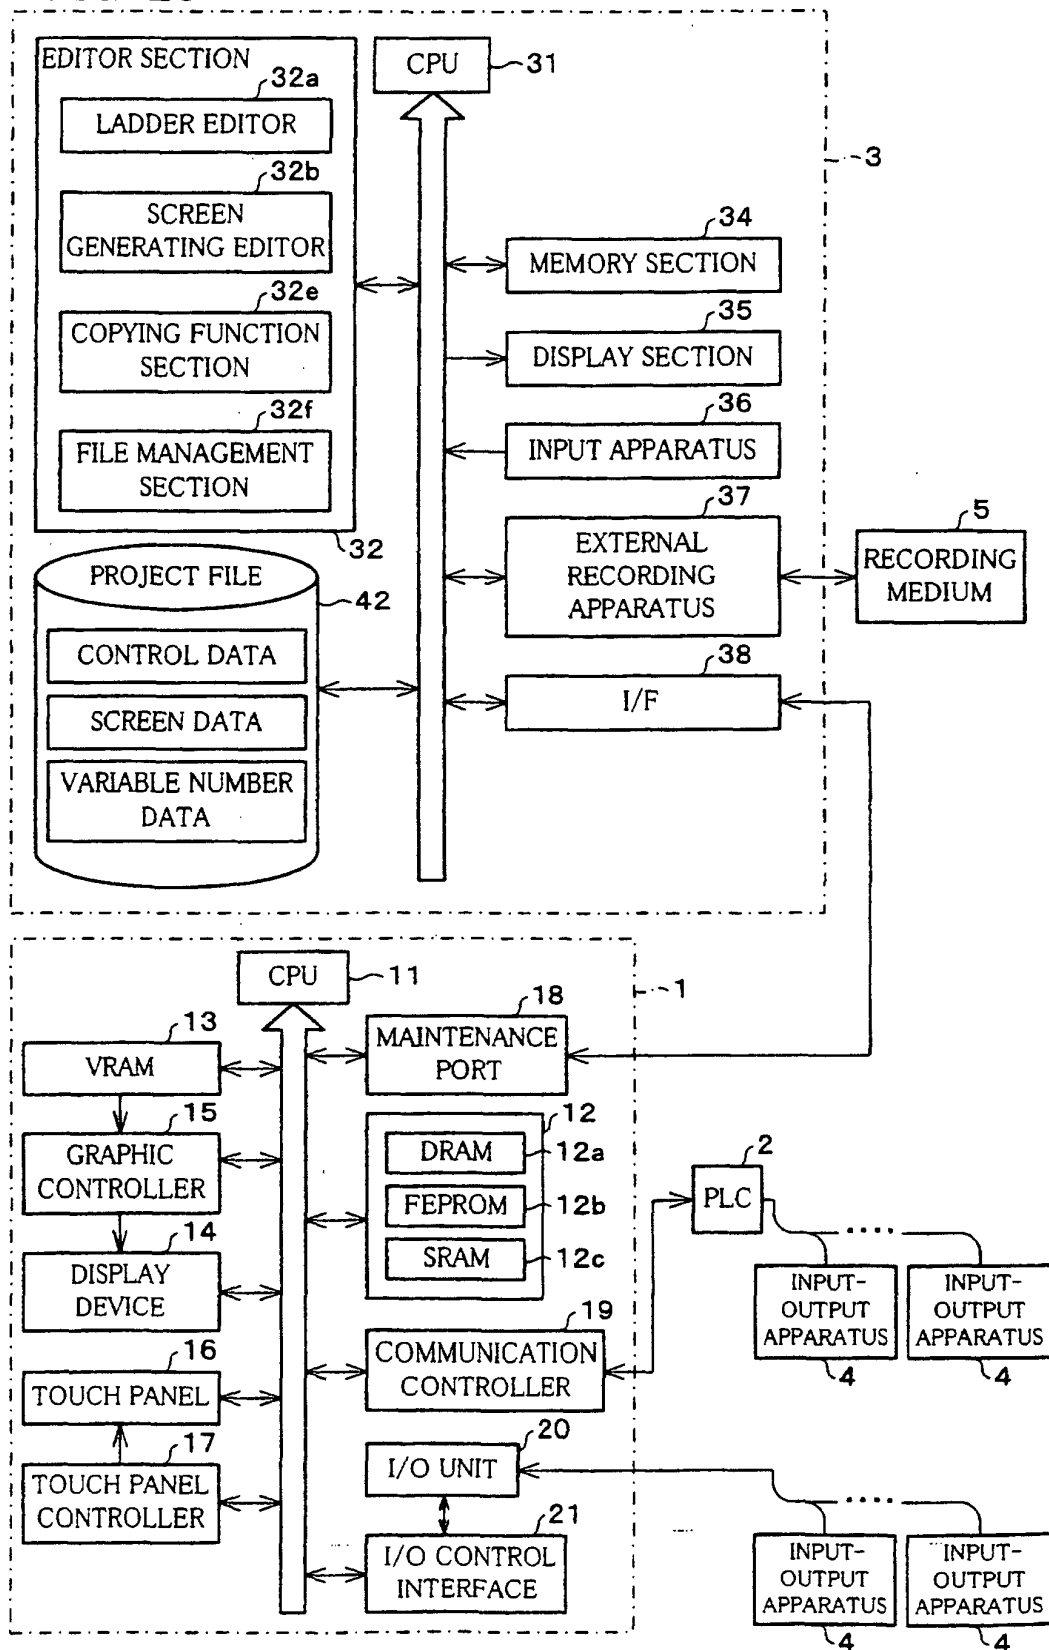 EDITOR SECTION
32a
LADDER EDITOR
32b
SCREEN
GENERATING EDITOR
32e
COPYING FUNCTION
SECTION
32f
FILE MANAGEMENT
SECTION
32
PROJECT FILE
42
CONTROL DATA
SCREEN DATA
VARIABLE NUMBER
DATA
CPU
31
3
34
MEMORY SECTION
35
DISPLAY SECTION
36
INPUT APPARATUS
37
EXTERNAL
RECORDING
APPARATUS
5
RECORDING
MEDIUM
38
I/F
CPU
11
1
13
VRAM
15
GRAPHIC
CONTROLLER
14
DISPLAY
DEVICE
16
TOUCH PANEL
17
TOUCH PANEL
CONTROLLER
18
MAINTENANCE
PORT
12
DRAM
12a
FEPROM
12b
SRAM
12c
19
COMMUNICATION
CONTROLLER
20
I/O UNIT
21
I/O CONTROL
INTERFACE
2
PLC
INPUT-
OUTPUT
APPARATUS
4
INPUT-
OUTPUT
APPARATUS
4
INPUT-
OUTPUT
APPARATUS
4
INPUT-
OUTPUT
APPARATUS
4